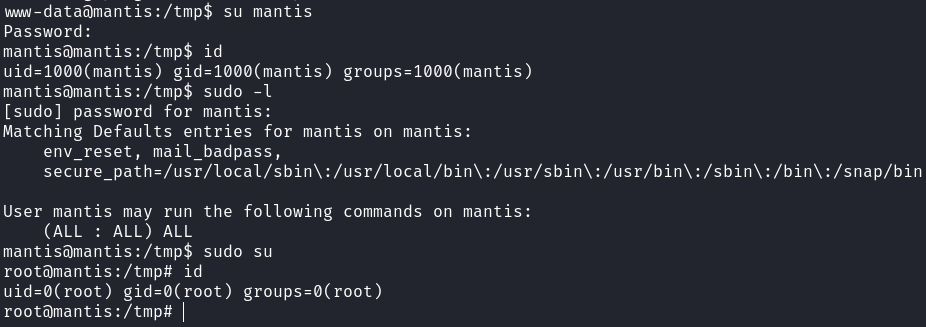 www-data@mantis:/tmp$ su mantis
Password:
mantis@mantis:/tmp$ id
uid=1000(mantis) gid=1000(mantis) groups=1000(mantis)
mantis@mantis:/tmp$ sudo -l
[sudo] password for mantis:
Matching Defaults entries for mantis on mantis:
    env_reset, mail_badpass,
    secure_path=/usr/local/sbin\:/usr/local/bin\:/usr/sbin\:/usr/bin\:/sbin\:/bin\:/snap/bin

User mantis may run the following commands on mantis:
    (ALL : ALL) ALL
mantis@mantis:/tmp$ sudo su
root@mantis:/tmp# id
uid=0(root) gid=0(root) groups=0(root)
root@mantis:/tmp#